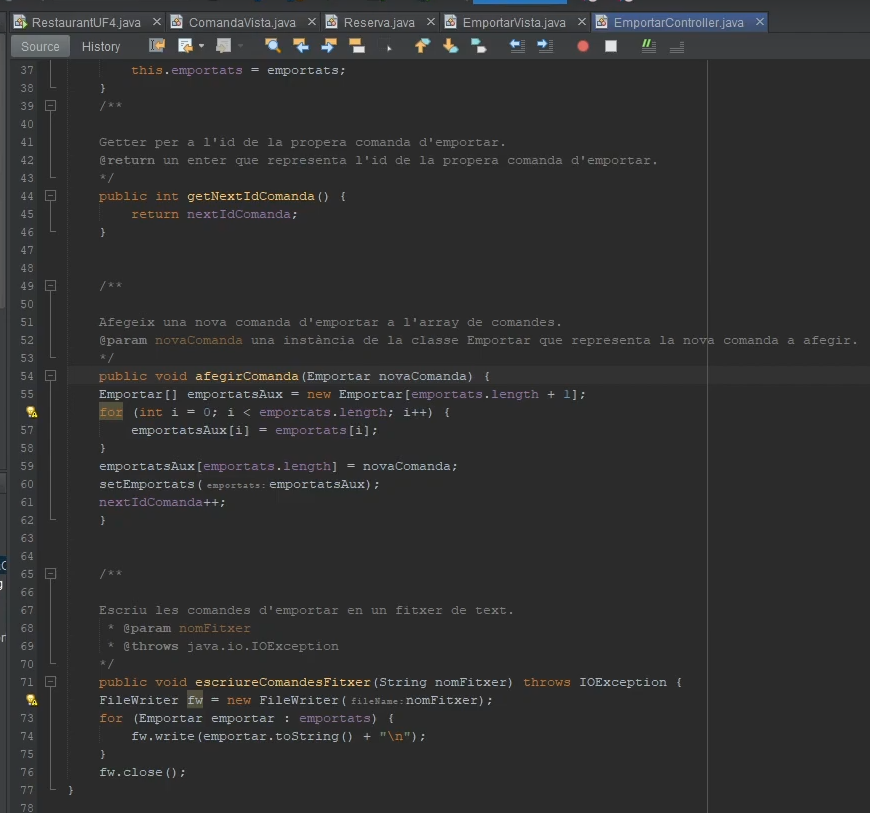 RestaurantUF4.java ComandaVista.java Reserva.java EmportarVista.java EmportarController.java
Source History
37 this.emportats = emportats;
38 }
39 /**
40
41 Getter per a l'id de la propera comanda d'emportar.
42 @return un enter que representa l'id de la propera comanda d'emportar.
43 */
44 public int getNextIdComanda() {
45 return nextIdComanda;
46 }
47
48
49 /**
50
51 Afegeix una nova comanda d'emportar a l'array de comandes.
52 @param novaComanda una instància de la classe Emportar que representa la nova comanda a afegir.
53 */
54 public void afegirComanda(Emportar novaComanda) {
55 Emportar[] emportatsAux = new Emportar[emportats.length + 1];
for (int i = 0; i < emportats.length; i++) {
57 emportatsAux[i] = emportats[i];
58 }
59 emportatsAux[emportats.length] = novaComanda;
60 setEmportats(emportats:emportatsAux);
61 nextIdComanda++;
62 }
63
64
65 /**
66
67 Escriu les comandes d'emportar en un fitxer de text.
68 * @param nomFitxer
69 * @throws java.io.IOException
70 */
71 public void escriureComandesFitxer(String nomFitxer) throws IOException {
FileWriter fw = new FileWriter(fileName:nomFitxer);
73 for (Emportar emportar : emportats) {
74 fw.write(emportar.toString() + "\n");
75 }
76 fw.close();
77 }
78